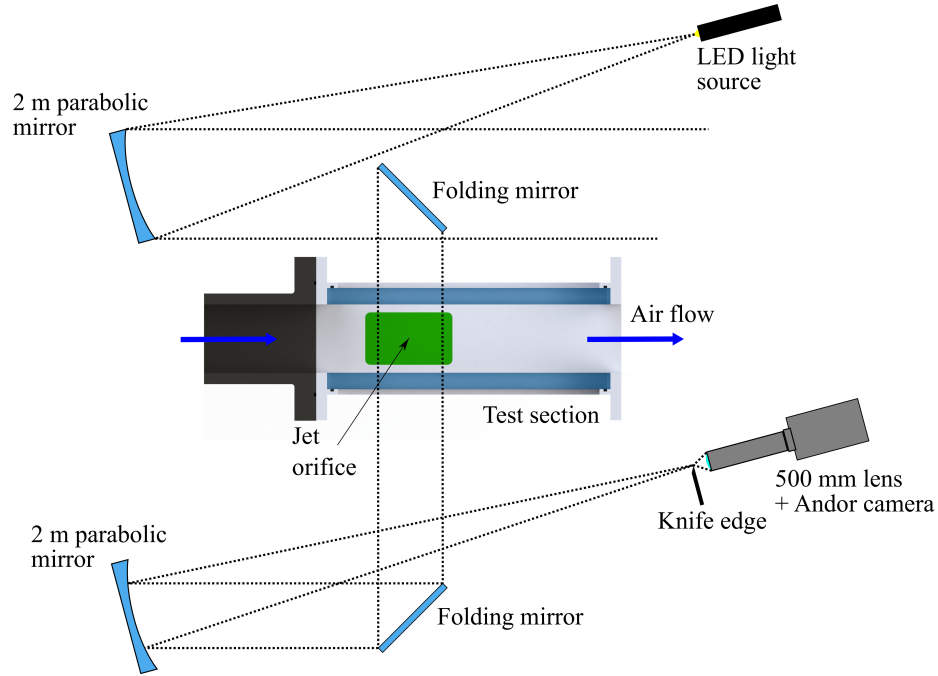 LED light
source
2 m parabolic
mirror
Folding mirror
Air flow
Test section
Jet
orifice
500 mm lens
+ Andor camera
Knife edge
2 m parabolic
mirror
Folding mirror